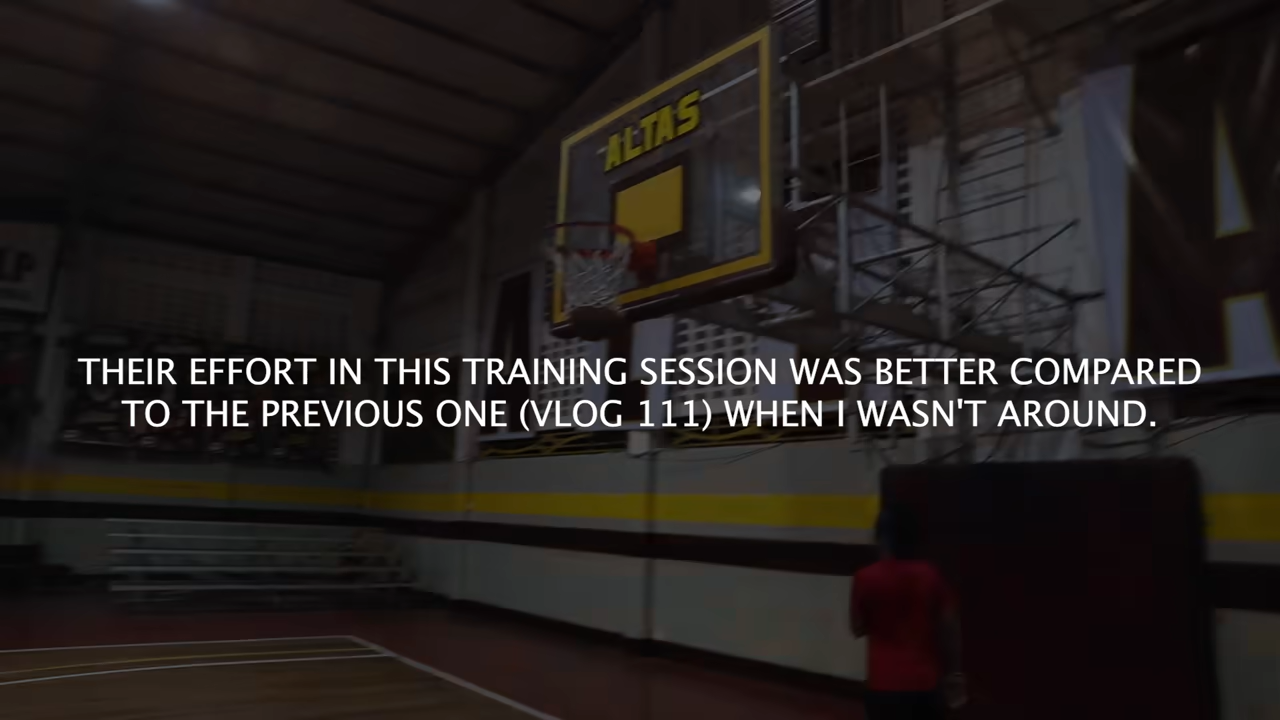 ALTAS
THEIR EFFORT IN THIS TRAINING SESSION WAS BETTER COMPARED
TO THE PREVIOUS ONE (VLOG 111) WHEN I WASN'T AROUND.